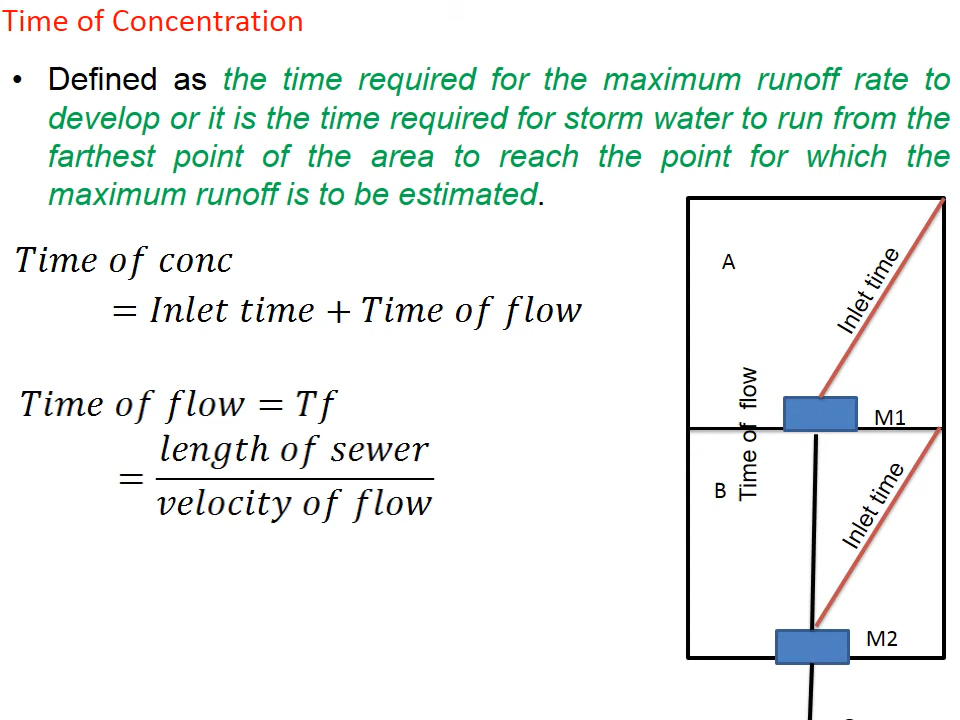 Time of Concentration
• Defined as the time required for the maximum runoff rate to
develop or it is the time required for storm water to run from the
farthest point of the area to reach the point for which the
maximum runoff is to be estimated.
Time of conc
= Inlet time + Time of flow
Time of flow = Tf
= length of sewer
velocity of flow
A
Inlet time
M1
Time of flow
B
Inlet time
M2